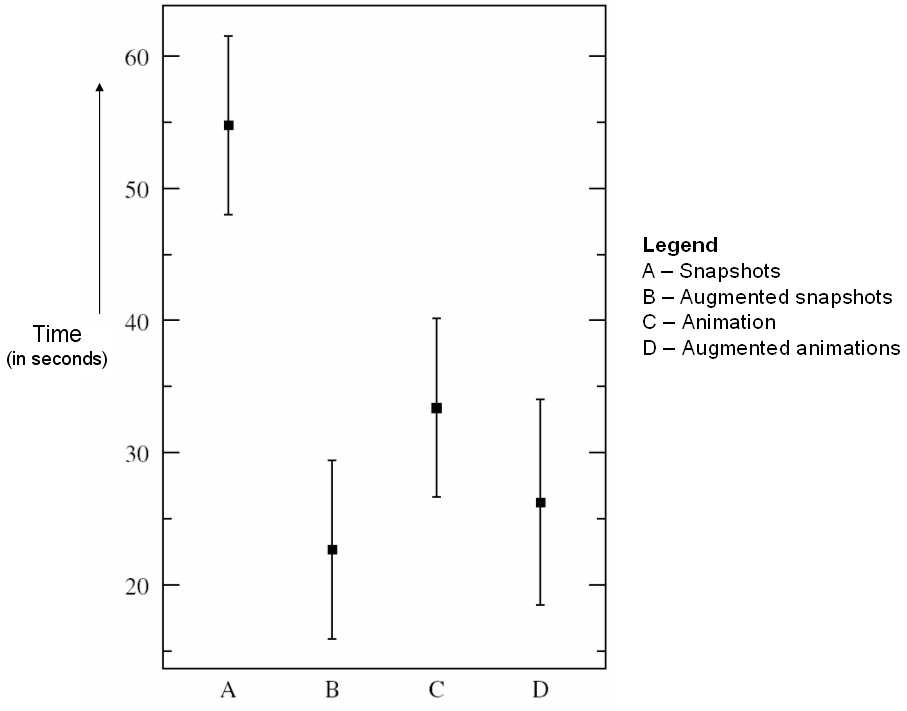 60
50
40
30
20
Time
(in seconds)
A
B
C
D
Legend
A – Snapshots
B – Augmented snapshots
C – Animation
D – Augmented animations